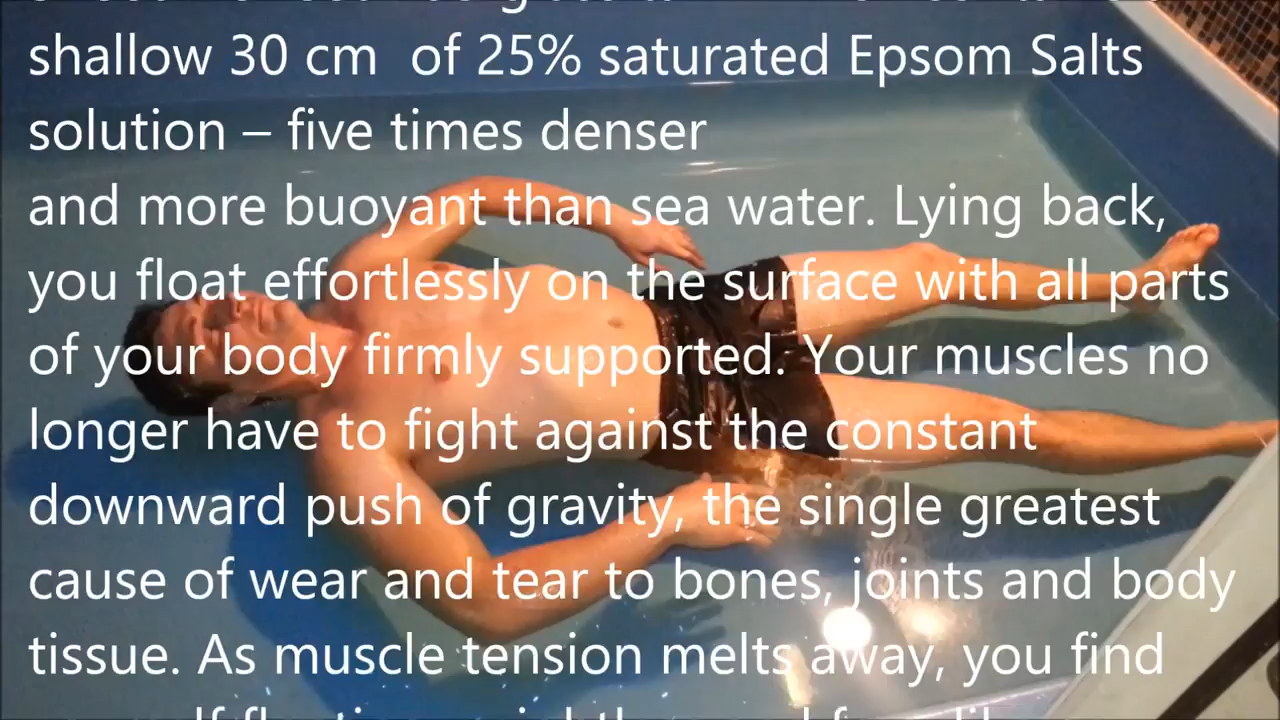 shallow 30 cm  of 25% saturated Epsom Salts
solution – five times denser
and more buoyant than sea water. Lying back,
you float effortlessly on the surface with all parts
of your body firmly supported. Your muscles no
longer have to fight against the constant
downward push of gravity, the single greatest
cause of wear and tear to bones, joints and body
tissue. As muscle tension melts away, you find